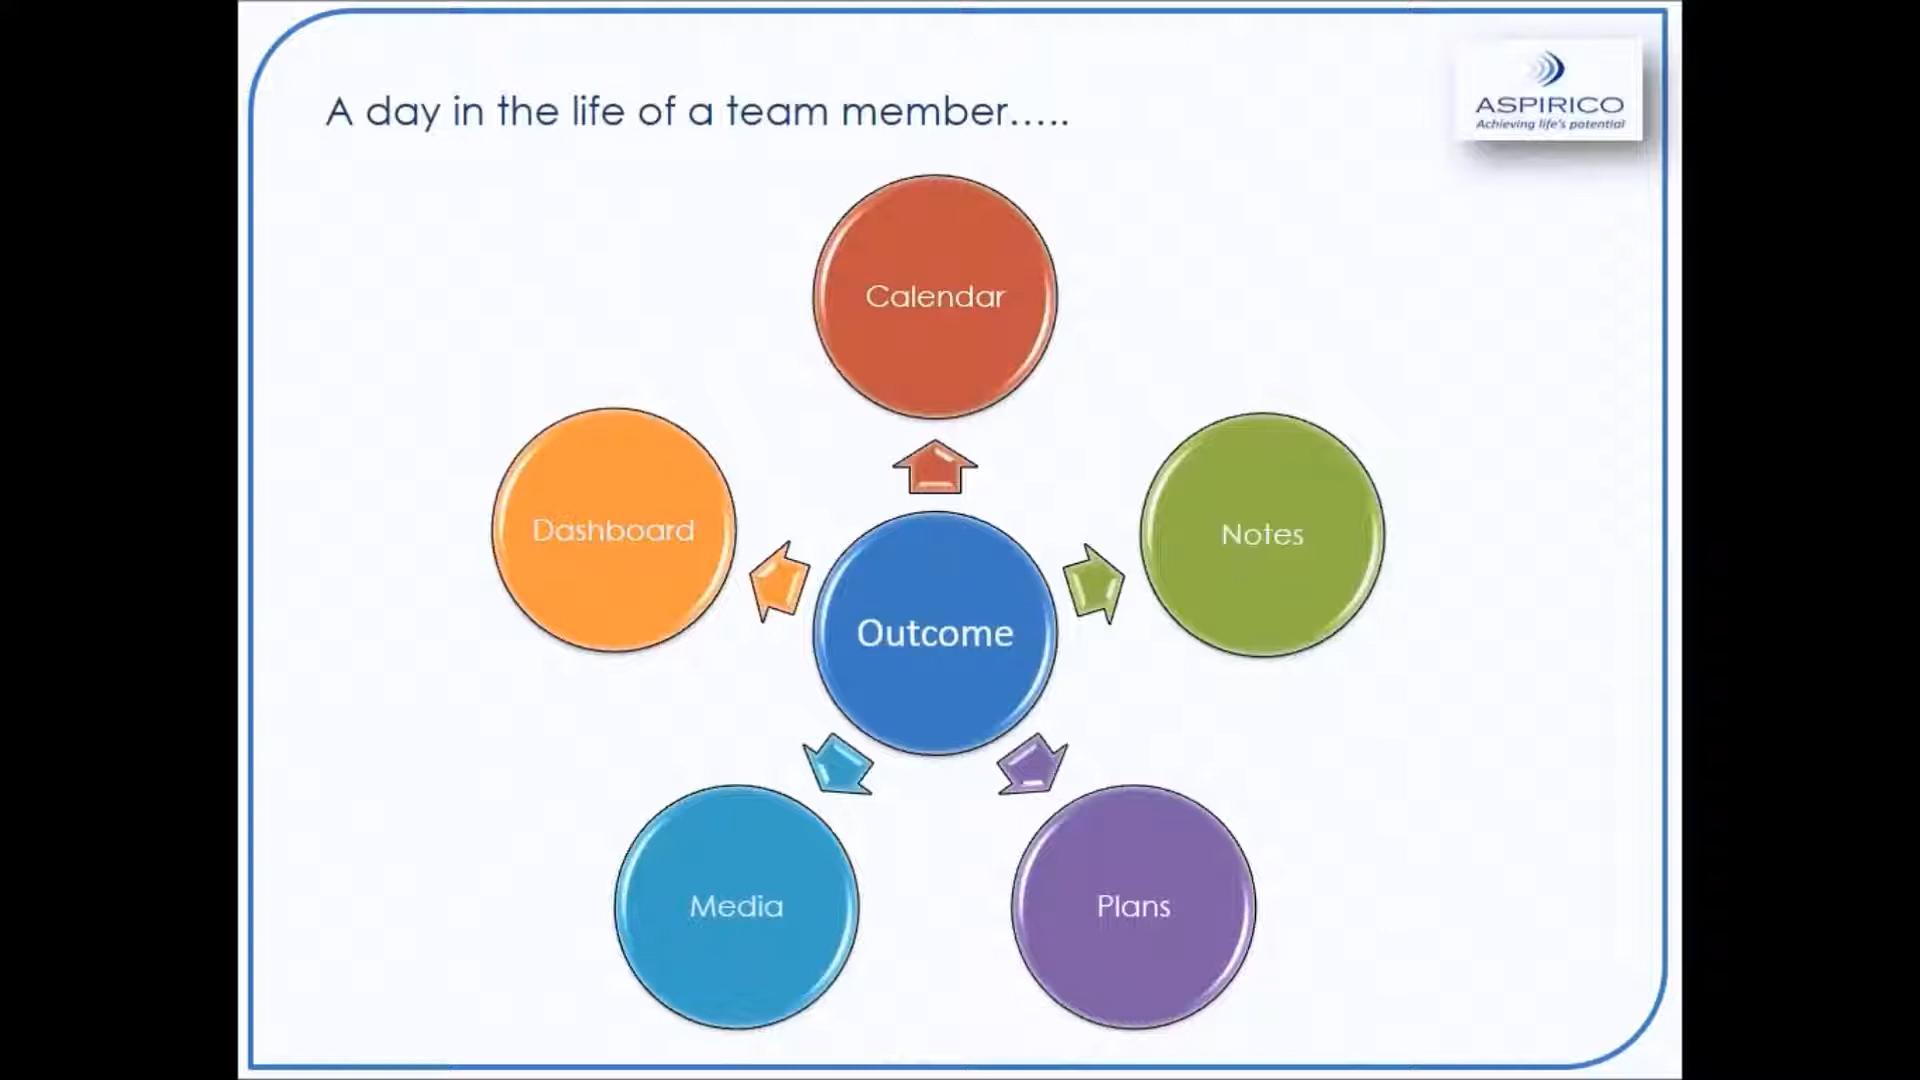 A day in the life of a team member.....
ASPIRICO
Achieving life's potential
Calendar
Dashboard
Notes
Outcome
Media
Plans